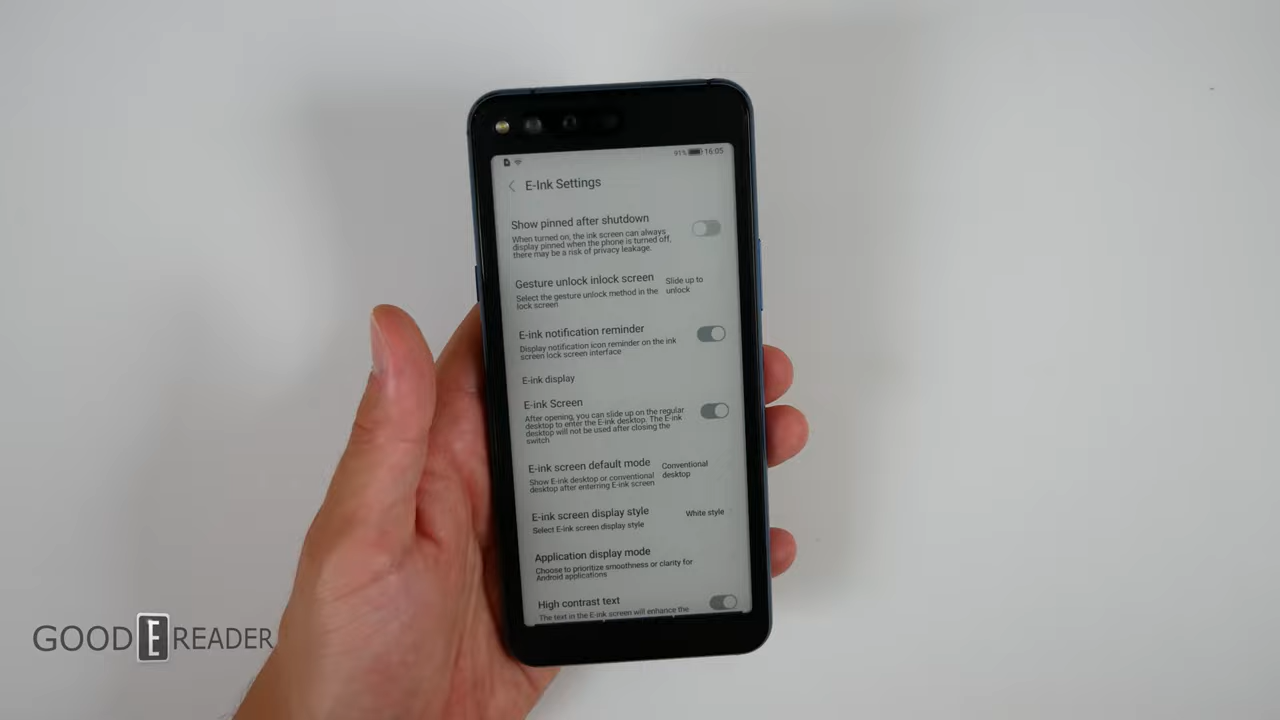 91% 16:05
E-Ink Settings
Show pinned after shutdown
When turned on, the ink screen can always
display pinned when the phone is turned off,
there may be a risk of privacy leakage.
Gesture unlock inlock screen
Select the gesture unlock method in the
lock screen
Slide up to
unlock
E-ink notification reminder
Display notification icon reminder on the ink
screen lock screen interface
E-ink display
E-ink Screen
After opening, you can slide up on the regular
desktop to enter the E-ink desktop. The E-ink
desktop will not be used after closing the
switch
E-ink screen default mode
Show E-ink desktop or conventional
desktop after enterring E-ink screen
Conventional
desktop
E-ink screen display style
Select E-ink screen display style
White style
Application display mode
Choose to prioritize smoothness or clarity for
Android applications
High contrast text
The text in the E-ink screen will enhance the
GOOD E READER